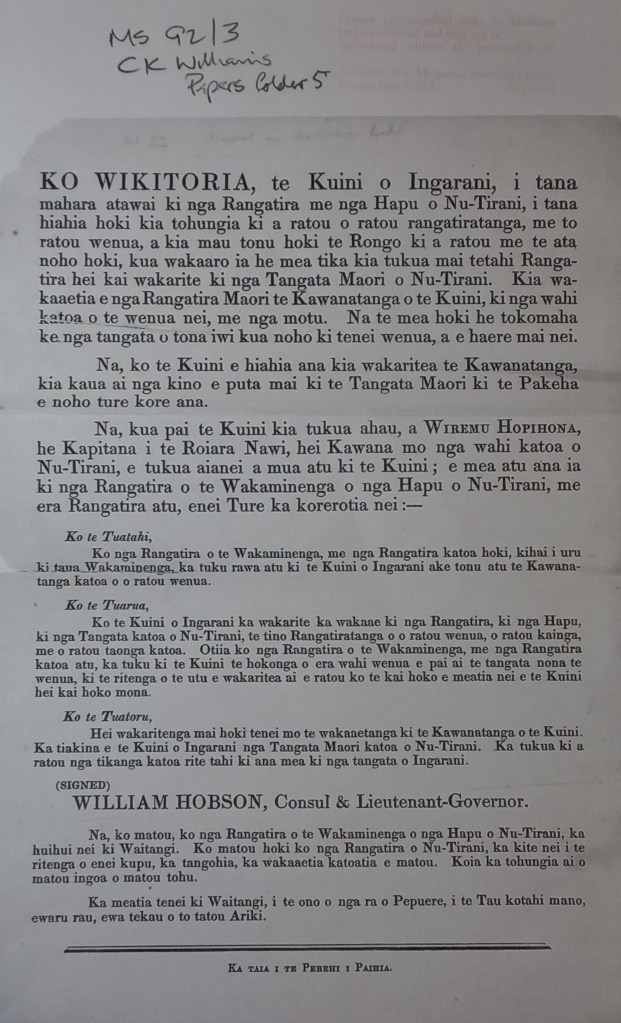 Ms 92/3
CK Williams
Papers folder 5
KO WIKITORIA, te Kuini o Ingarani, i tana
mahara atawai ki nga Rangatira me nga Hapu o Nu-Tirani, i tana
hiahia hoki kia tohungia ki a ratou o ratou rangatiratanga, me to
ratou wenua, a kia mau tonu hoki te Rongo ki a ratou me te ata
noho hoki, kua wakaaro ia he mea tika kia tukua mai tetahi Ranga-
tira hei kai wakarite ki nga Tangata Maori o Nu-Tirani. Kia wa-
kaaetia e nga Rangatira Maori te Kawanatanga o te Kuini, ki nga wahi
katoa o te wenua nei, me nga motu. Na te mea hoki he tokomaha
ke nga tangata o tona iwi kua noho ki tenei wenua, a e haere mai nei.
Na, ko te Kuini e hiahia ana kia wakaritea te Kawanatanga,
kia kaua ai nga kino e puta mai ki te Tangata Maori ki te Pakeha
e noho ture kore ana.
Na, kua pai te Kuini kia tukua ahau, a WIREMU HOPIHONA,
he Kapitana i te Roiara Nawi, hei Kawana mo nga wahi katoa o
Nu-Tirani, e tukua aianei a mua atu ki te Kuini; e mea atu ana ia
ki nga Rangatira o te Wakaminenga o nga Hapu o Nu-Tirani, me
era Rangatira atu, enei Ture ka korerotia nei:—
Ko te Tuatahi,
Ko nga Rangatira o te Wakaminenga, me nga Rangatira katoa hoki, kihai i uru
ki taua Wakaminenga, ka tuku rawa atu ki te Kuini o Ingarani ake tonu atu te Kawana-
tanga katoa o o ratou wenua.
Ko te Tuarua,
Ko te Kuini o Ingarani ka wakarite ka wakaae ki nga Rangatira, ki nga Hapu,
ki nga Tangata katoa o Nu-Tirani, te tino Rangatiratanga o o ratou wenua, o ratou kainga,
me o ratou taonga katoa. Otiia ko nga Rangatira o te Wakaminenga, me nga Rangatira
katoa atu, ka tuku ki te Kuini te hokonga o era wahi wenua e pai ai te tangata nona te
wenua, ki te ritenga o te utu e wakaritea ai e ratou ko te kai hoko e meatia nei e te Kuini
hei kai hoko mona.
Ko te Tuatoru,
Hei wakaritenga mai hoki tenei mo te wakaaetanga ki te Kawanatanga o te Kuini.
Ka tiakina e te Kuini o Ingarani nga Tangata Maori katoa o Nu-Tirani. Ka tukua ki a
ratou nga tikanga katoa rite tahi ki ana mea ki nga tangata o Ingarani.
(SIGNED)
WILLIAM HOBSON, Consul & Lieutenant-Governor.
Na, ko matou, ko nga Rangatira o te Wakaminenga o nga Hapu o Nu-Tirani, ka
huihui nei ki Waitangi. Ko matou hoki ko nga Rangatira o Nu-Tirani, ka kite nei i te
ritenga o enei kupu, ka tangohia, ka wakaaetia katoatia e matou. Koia ka tohungia ai o
matou ingoa o matou tohu.
Ka meatia tenei ki Waitangi, i te ono o nga ra o Pepuere, i te Tau kotahi mano,
ewaru rau, ewa tekau o to tatou Ariki.
KA TAIA I TE PEREHI I PAIHIA.